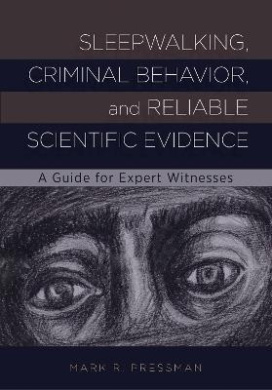 SLEEPWALKING,
CRIMINAL BEHAVIOR,
and RELIABLE
SCIENTIFIC EVIDENCE
A Guide for Expert Witnesses
MARK R. PRESSMAN